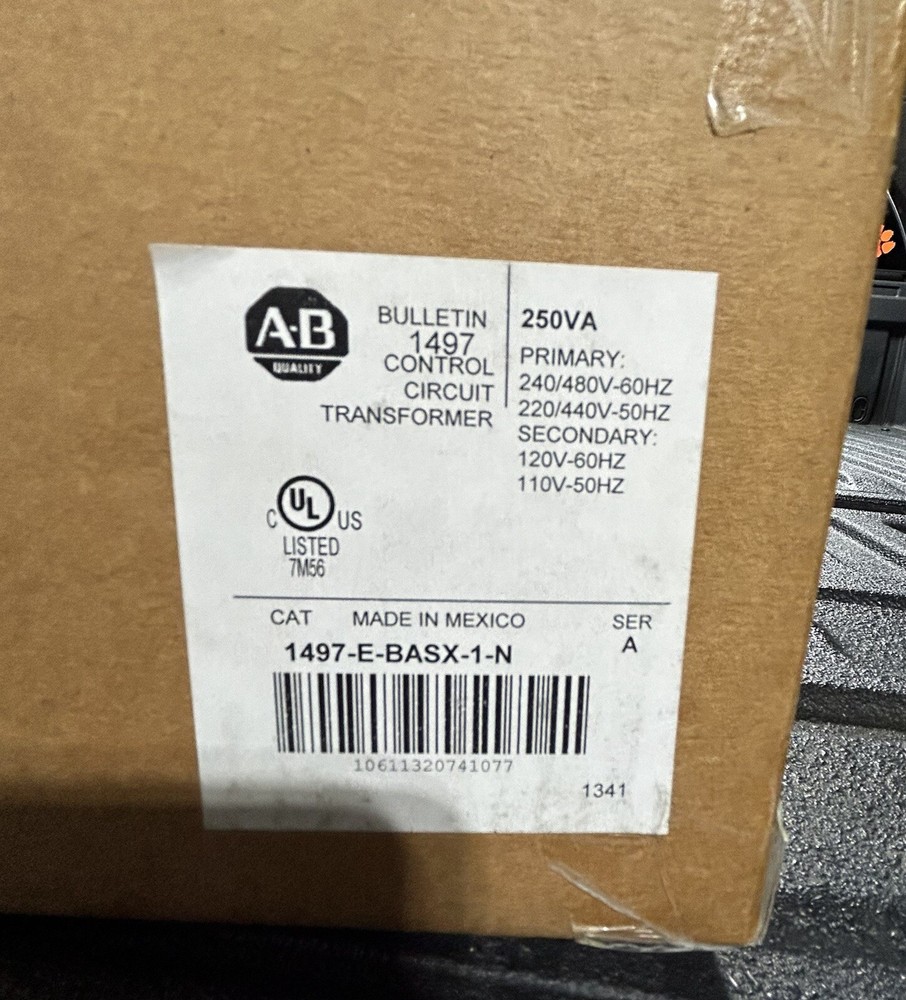 A-B
QUALITY
BULLETIN
1497
CONTROL
CIRCUIT
TRANSFORMER
250VA
PRIMARY:
240/480V-60HZ
220/440V-50HZ
SECONDARY:
120V-60HZ
110V-50HZ
C UL US
LISTED
7M56
CAT MADE IN MEXICO SER
1497-E-BASX-1-N A
10611320741077
1341